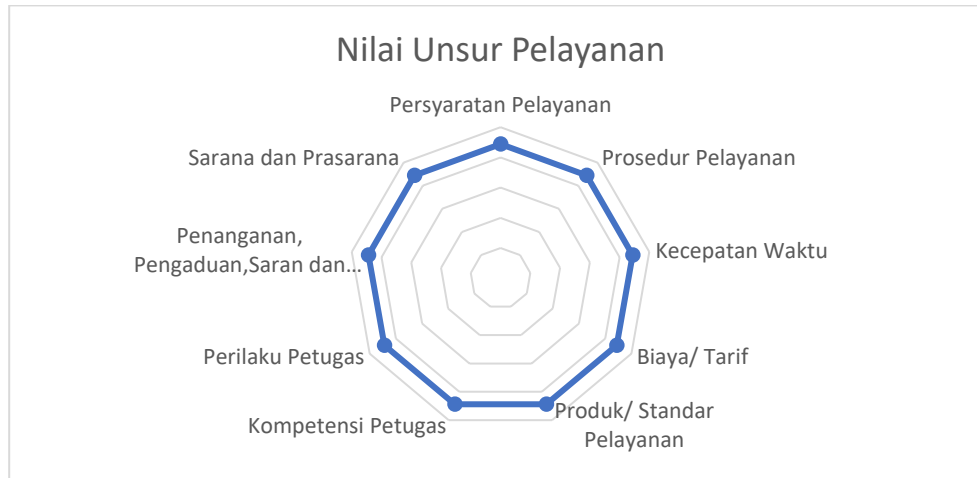 Nilai Unsur Pelayanan
Persyaratan Pelayanan
Prosedur Pelayanan
Kecepatan Waktu
Biaya/ Tarif
Produk/ Standar
Pelayanan
Kompetensi Petugas
Perilaku Petugas
Penanganan,
Pengaduan,Saran dan...
Sarana dan Prasarana